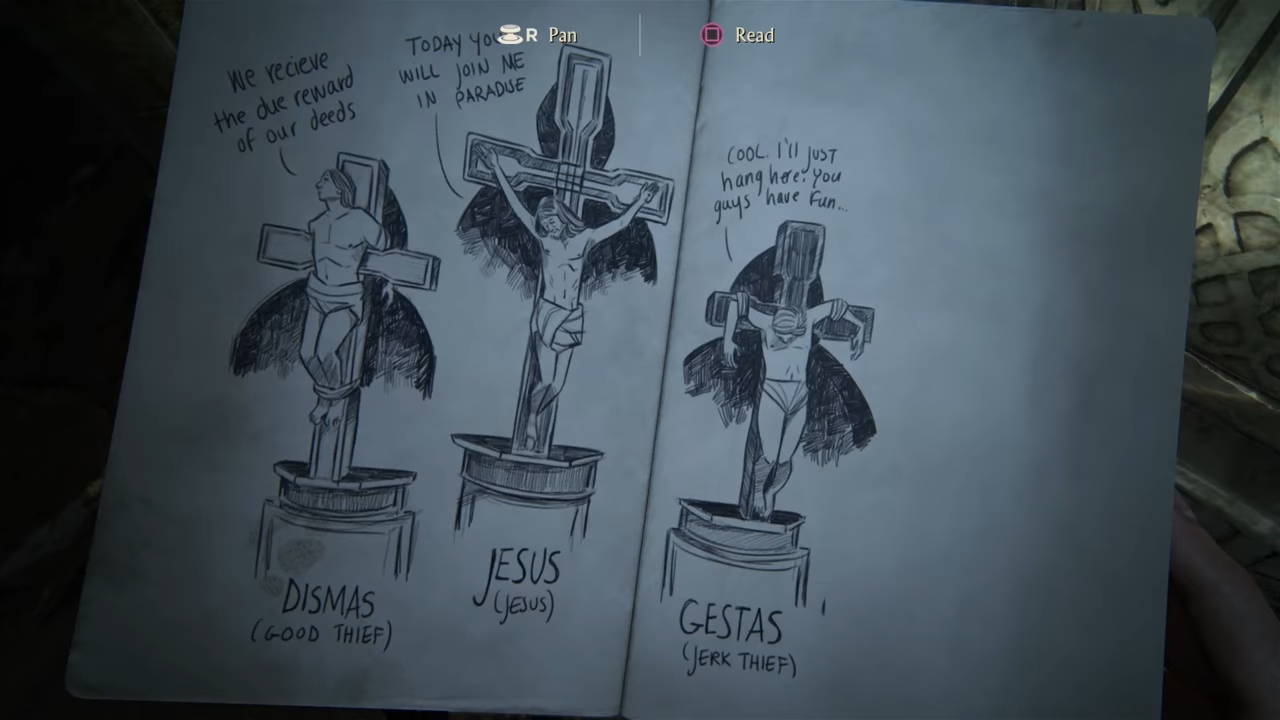 R Pan
Read
We recieve
the due reward
of our deeds
TODAY YOU
WILL JOIN ME
IN PARADISE
COOL. I'll JUST
hang here. You
guys have fun...
DISMAS
(GOOD THIEF)
JESUS
(JESUS)
GESTAS
(JERK THIEF)